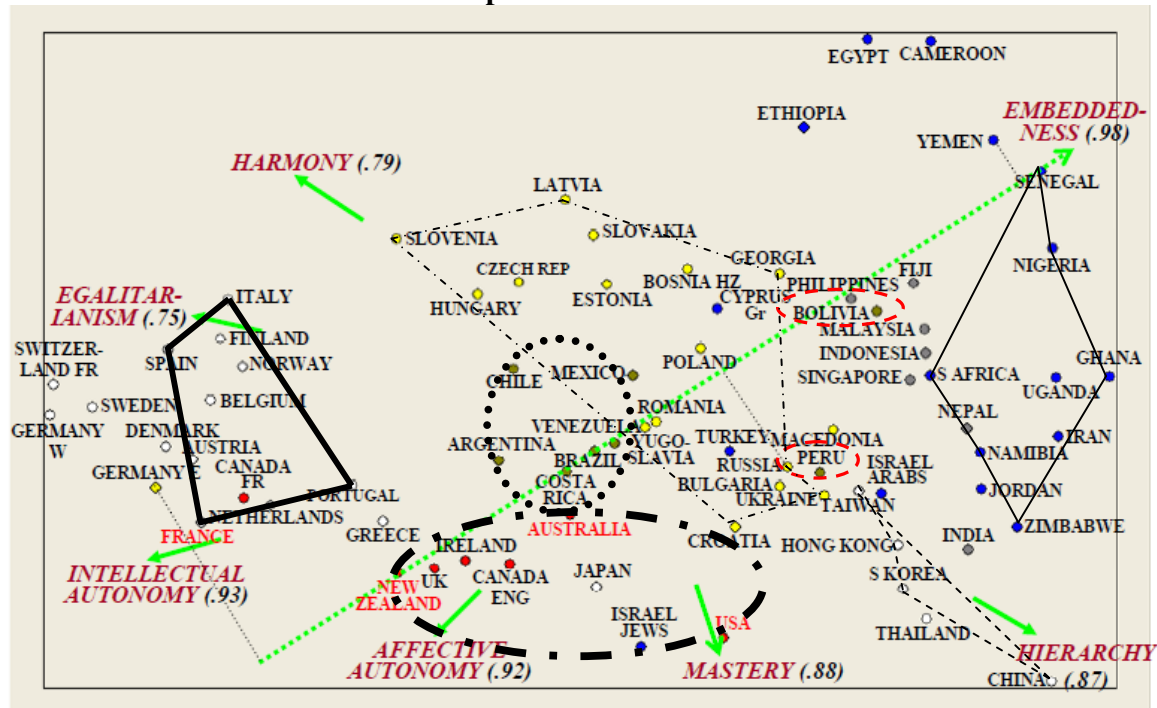 EGYPT CAMEROON
ETHIOPIA
EMBEDDED-
NESS (.98)
YEMEN
HARMONY (.79)
SENEGAL
LATVIA
SLOVENIA
SLOVAKIA
GEORGIA
NIGERIA
CZECH REP
BOSNIA HZ
FIJI
PHILIPPINES
HUNGARY
ESTONIA
CYPRUS
Gr
BOLIVIA
EGALITAR-
IANISM (.75)
ITALY
MALAYSIA
FINLAND
SWITZER-
LAND FR
SPAIN
NORWAY
POLAND
INDONESIA
GHANA
CHILE
MEXICO
SINGAPORE
S AFRICA
UGANDA
SWEDEN
BELGIUM
ROMANIA
NEPAL
GERMANY
W
DENMARK
AUSTRIA
VENEZUELA
YUGO-
SLAVIA
TURKEY
MACEDONIA
IRAN
ARGENTINA
BRAZIL
RUSSIA
PERU
NAMIBIA
GERMANY E
CANADA
FR
COSTA
RICA
BULGARIA
ISRAEL
ARABS
JORDAN
PORTUGAL
UKRAINE
TAIWAN
NETHERLANDS
FRANCE
GREECE
AUSTRALIA
CROATIA
HONG KONG
INDIA
ZIMBABWE
INTELLECTUAL
AUTONOMY (.93)
IRELAND
UK
CANADA
ENG
JAPAN
S KOREA
NEW
ZEALAND
ISRAEL
JEWS
USA
THAILAND
AFFECTIVE
AUTONOMY (.92)
MASTERY (.88)
HIERARCHY
(.87)
CHINA